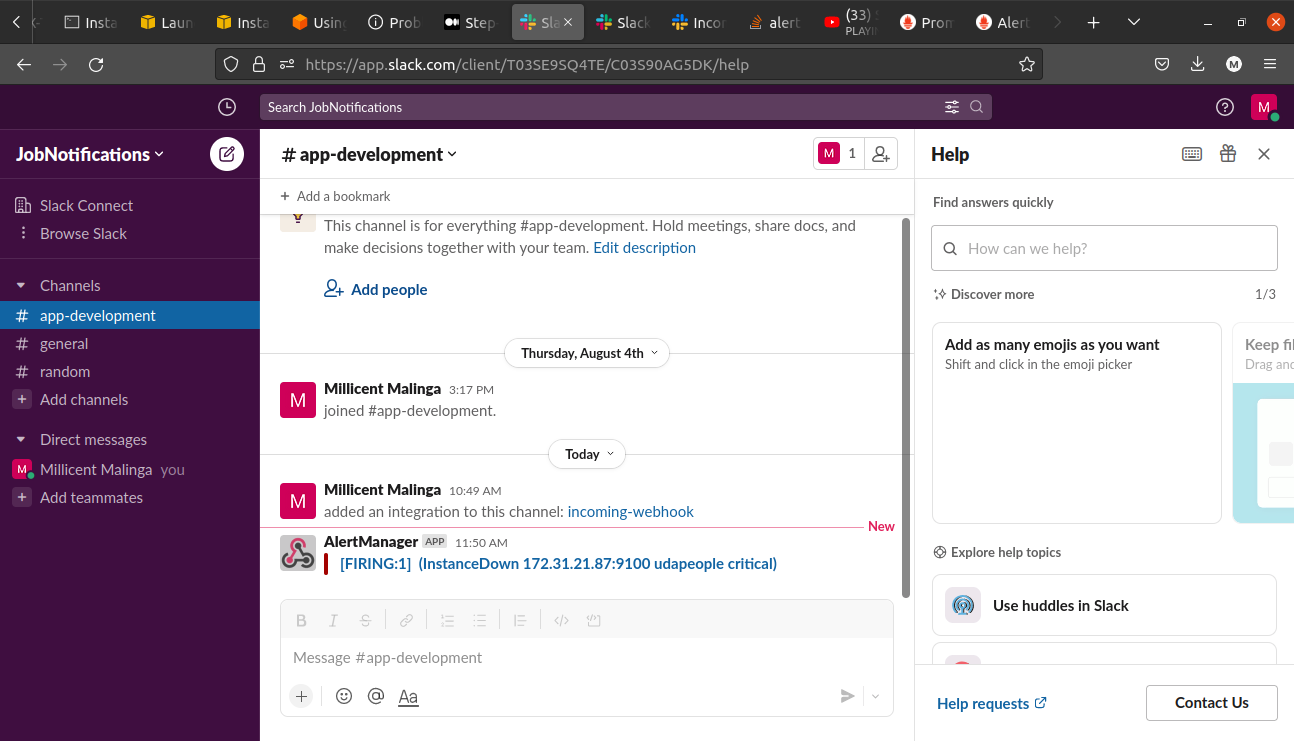 Insta
Laun
Insta
Using
Prob
Step-
Sla
Slack
Incon
alert
(33)
PLAYI
Prom
Alert
https://app.slack.com/client/T03SE9SQ4TE/C03S90AG5DK/help
M
Search JobNotifications
M
JobNotifications
# app-development
M 1
Help
Add a bookmark
Slack Connect
Browse Slack
Find answers quickly
This channel is for everything #app-development. Hold meetings, share docs, and
make decisions together with your team. Edit description
How can we help?
Add people
Channels
# app-development
# general
# random
+ Add channels
Discover more 1/3
Thursday, August 4th
Add as many emojis as you want
Shift and click in the emoji picker
Keep fil
Drag and
M
Millicent Malinga 3:17 PM
joined #app-development.
Direct messages
M Millicent Malinga you
+ Add teammates
Today
M
Millicent Malinga 10:49 AM
added an integration to this channel: incoming-webhook
New
AlertManager APP 11:50 AM
[FIRING:1] (InstanceDown 172.31.21.87:9100 udapeople critical)
Explore help topics
Use huddles in Slack
B I S
Message #app-development
+ @ Aa
Help requests
Contact Us